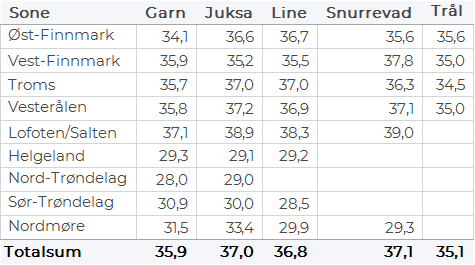 Sone Garn Juksa Line Snurrevad Trål
Øst-Finnmark 34,1 36,6 36,7 35,6 35,6
Vest-Finnmark 35,9 35,2 35,5 37,8 35,0
Troms 35,7 37,0 37,0 36,3 34,5
Vesterålen 35,8 37,2 36,9 37,1 35,0
Lofoten/Salten 37,1 38,9 38,3 39,0
Helgeland 29,3 29,1 29,2
Nord-Trøndelag 28,0 29,0
Sør-Trøndelag 30,9 30,0 28,5
Nordmøre 31,5 33,4 29,9 29,3
Totalsum 35,9 37,0 36,8 37,1 35,1